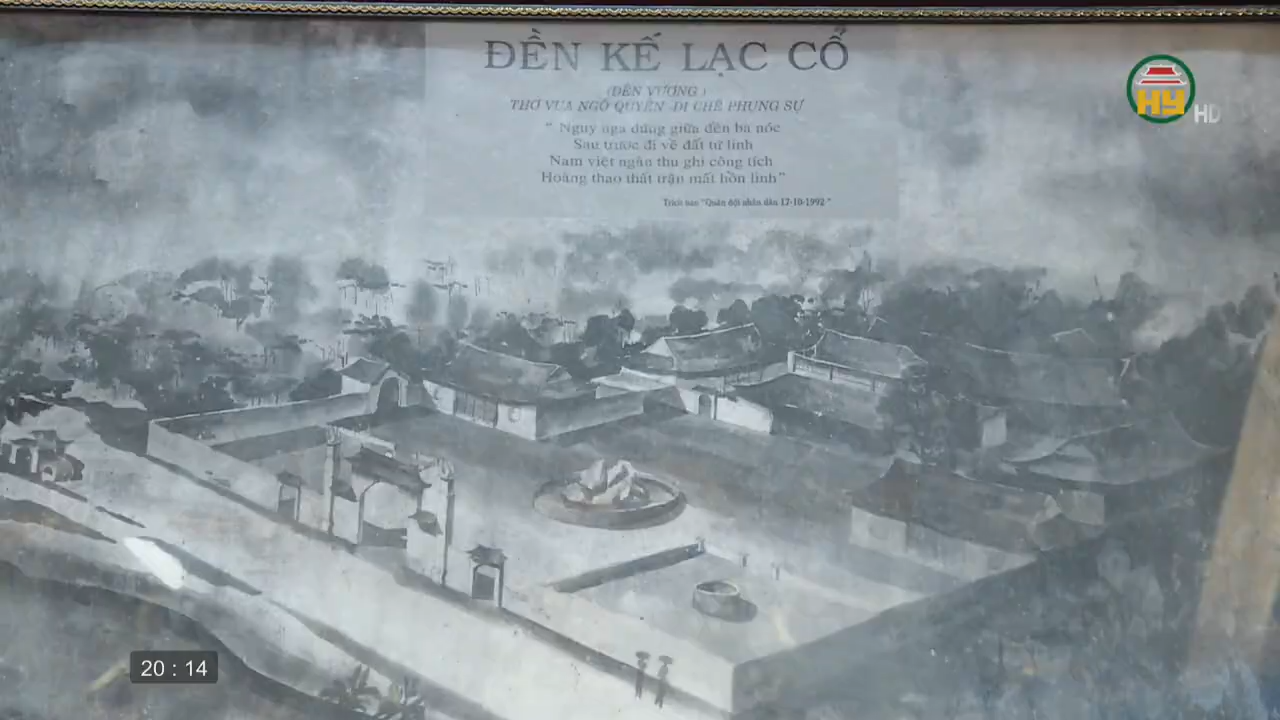 ĐỀN KẾ LẠC CỔ
(ĐỀN VƯƠNG)
THỜ VUA NGÔ QUYỀN - DI CHẾ PHỤNG SỰ
" Nguy nga đứng giữa đền ba nóc
Sau trước đi về đất tứ linh
Nam việt ngàn thu ghi công tích
Hoàng thao thất trận mất hồn linh"
Trích báo "Quân đội nhân dân 17-10-1992 "
HY
HD
20 : 14